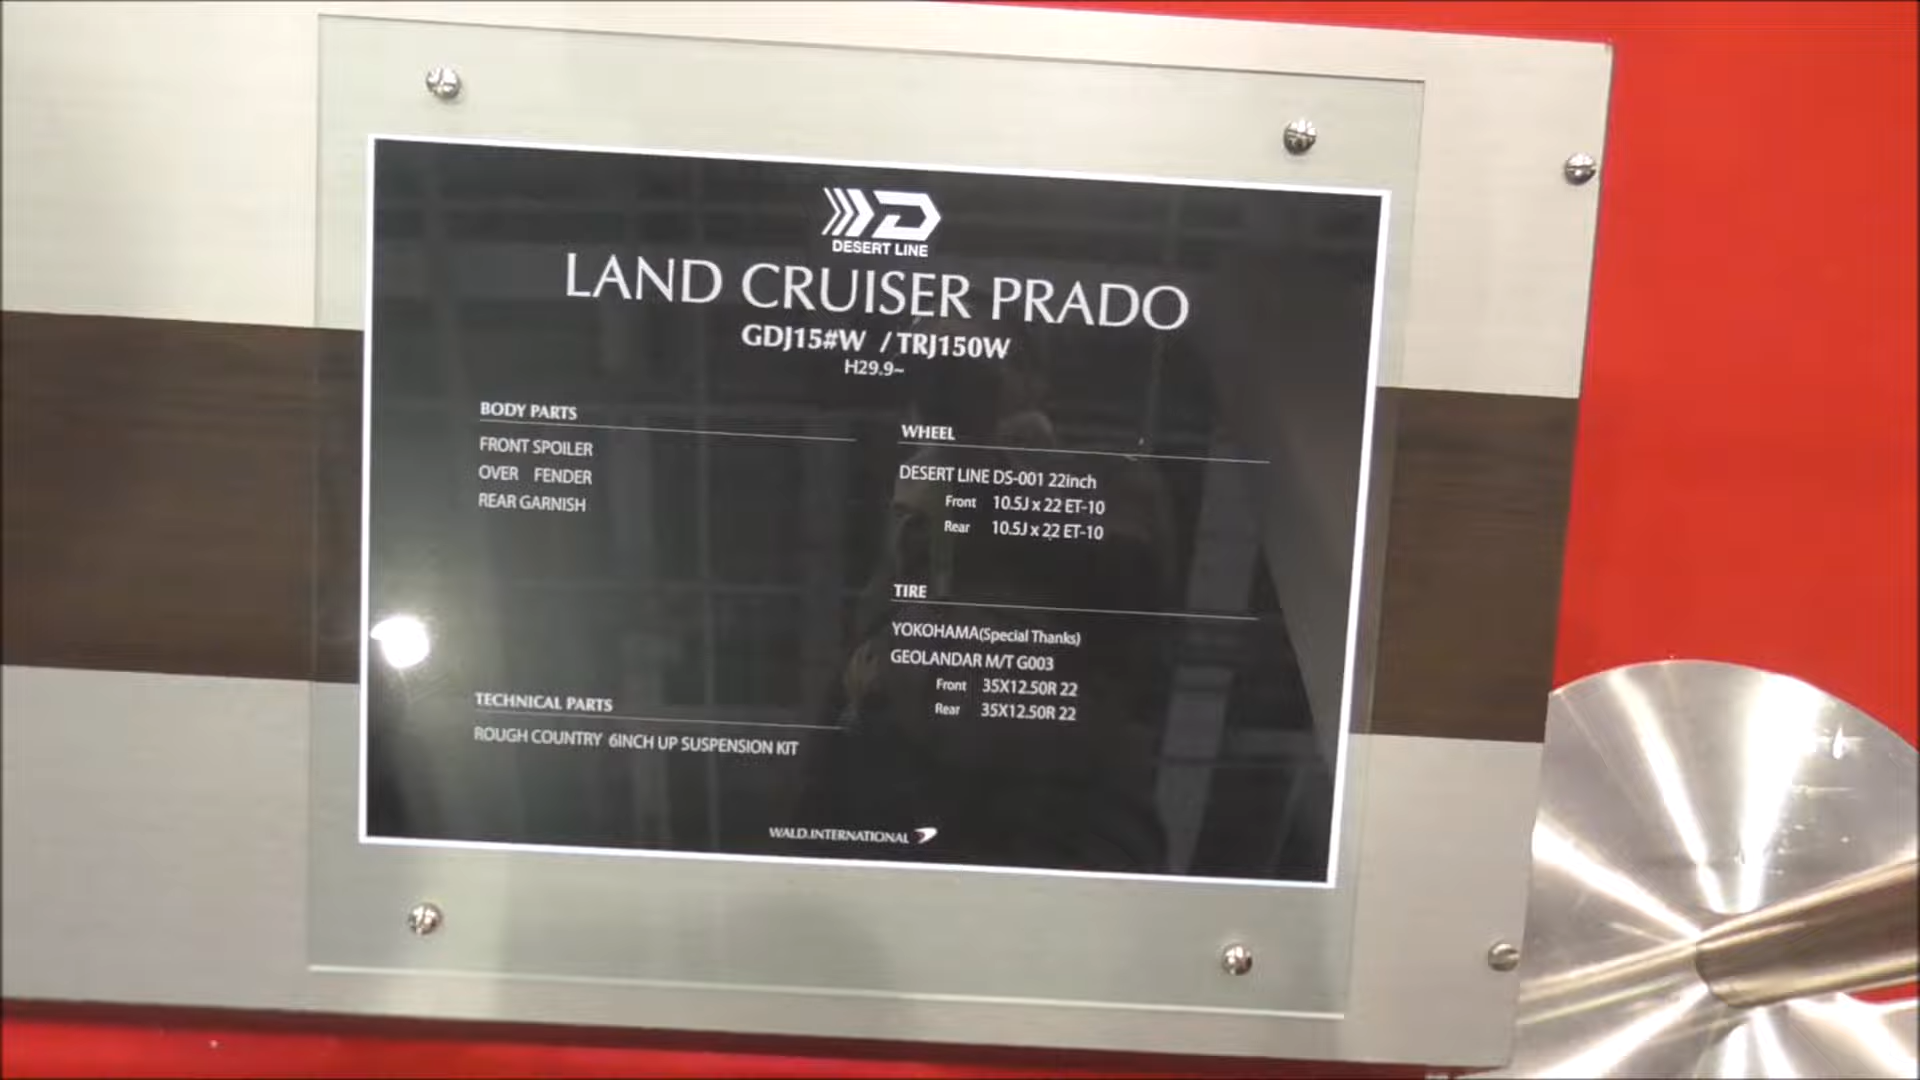 DESERT LINE
LAND CRUISER PRADO
GDJ15#W / TRJ150W
H29.9~
BODY PARTS
FRONT SPOILER
OVER FENDER
REAR GARNISH
TECHNICAL PARTS
ROUGH COUNTRY 6INCH UP SUSPENSION KIT
WHEEL
DESERT LINE DS-001 22inch
Front 10.5J x 22 ET-10
Rear 10.5J x 22 ET-10
TIRE
YOKOHAMA(Special Thanks)
GEOLANDAR M/T G003
Front 35X12.50R 22
Rear 35X12.50R 22
WALD.INTERNATIONAL